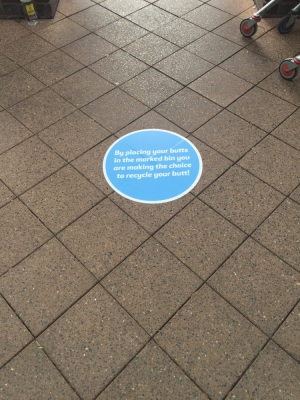 By placing your butts
in the marked bin you
are making the choice
to recycle your butt!